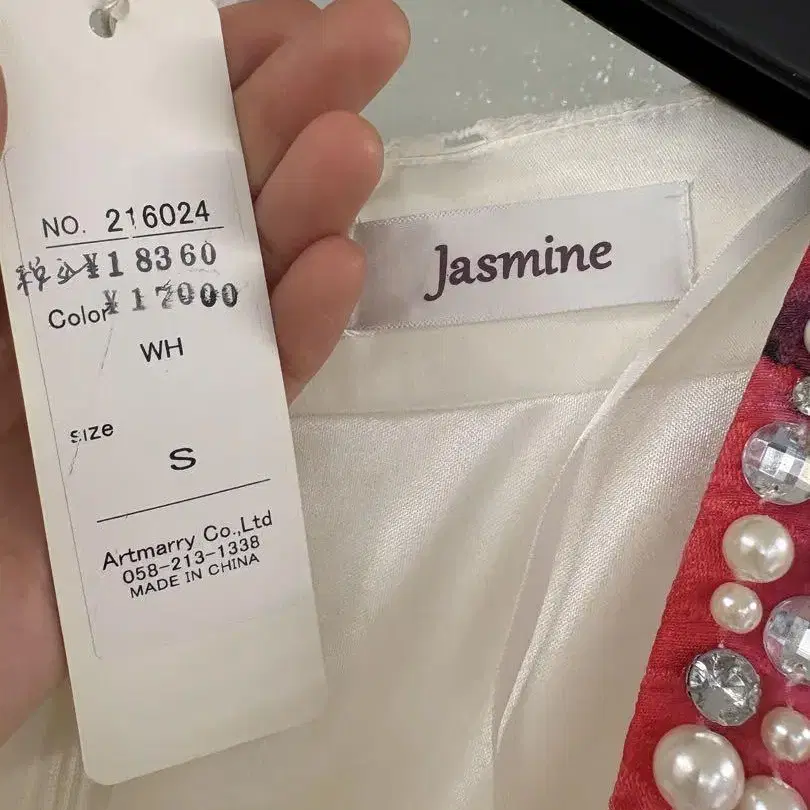 NO. 216024
税込¥18360
Color ¥17000
WH
SIZE
S
Artmarry Co.,Ltd
058-213-1338
MADE IN CHINA
Jasmine